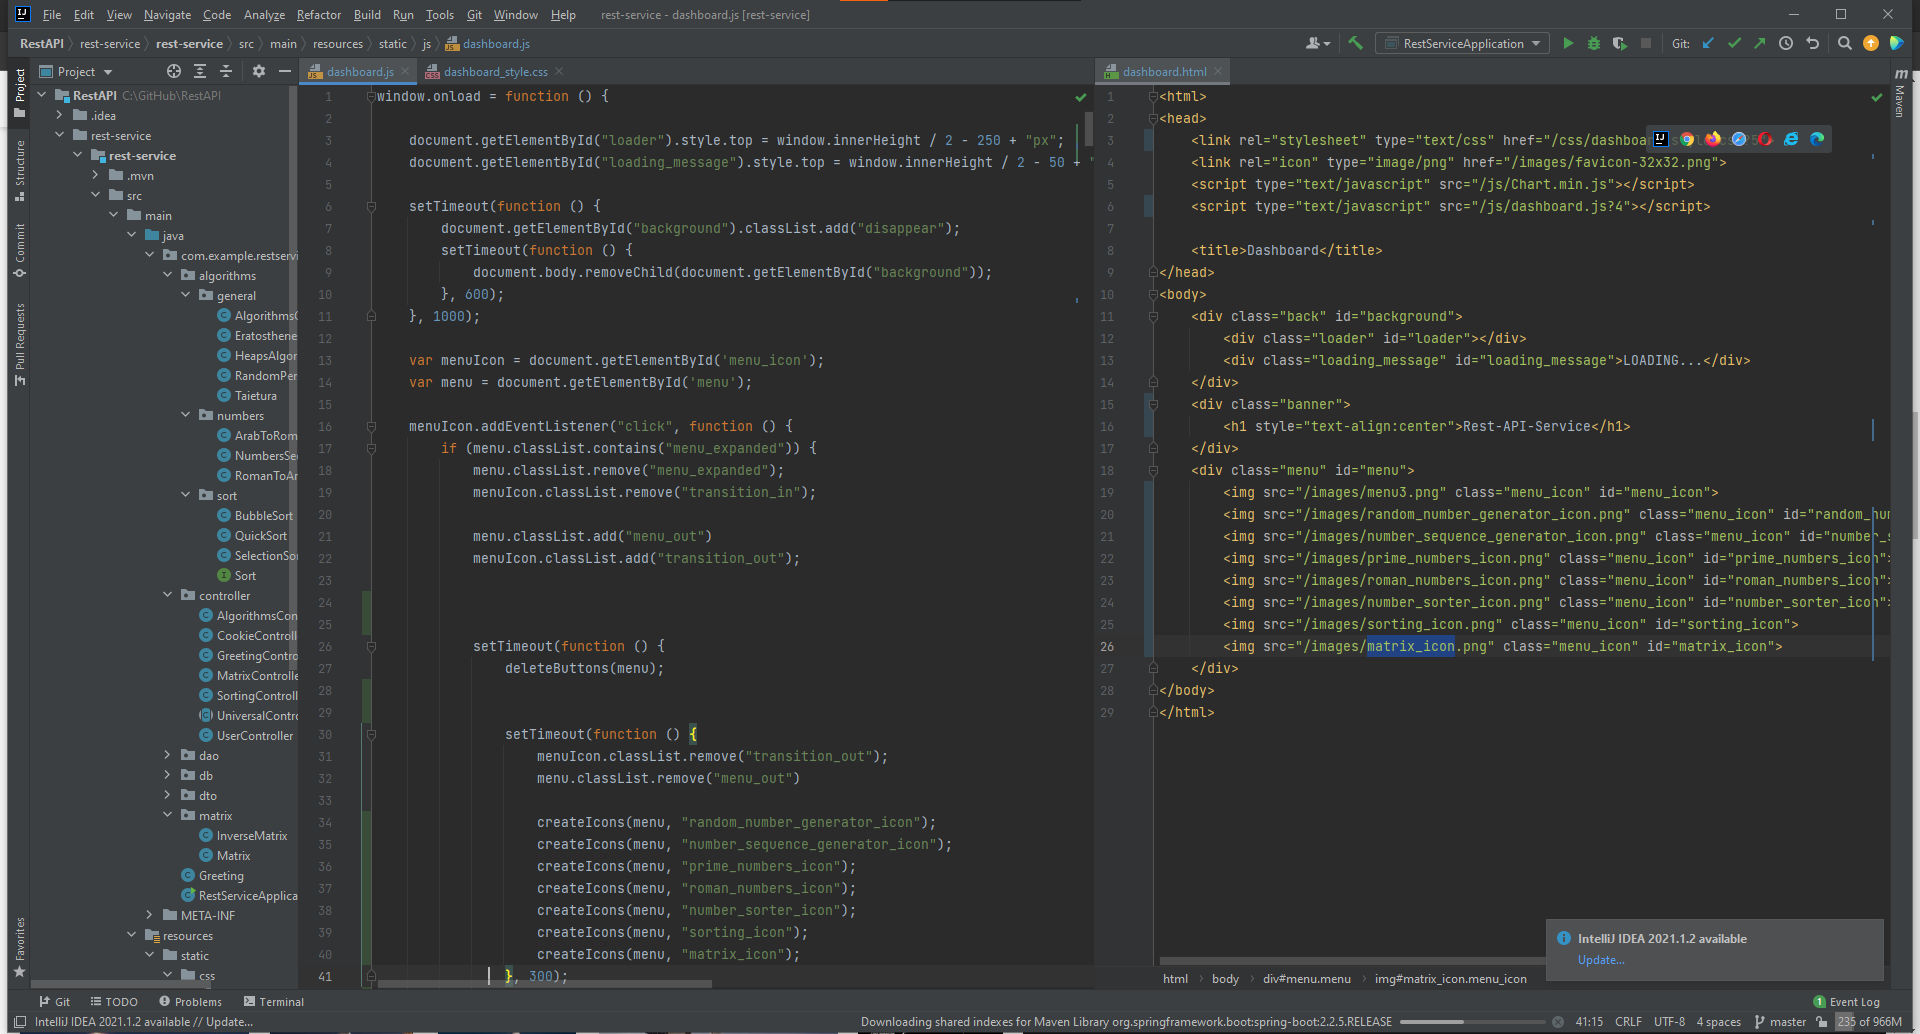 File Edit View Navigate Code Analyze Refactor Build Run Tools Git Window Help rest-service - dashboard.js [rest-service]
RestAPI rest-service rest-service src main resources static js dashboard.js RestServiceApplication Git:
Project
dashboard.js dashboard_style.css dashboard.html
Project
Structure
Commit
Pull Requests
Favorites
Maven
RestAPI C:\GitHub\RestAPI
.idea
rest-service
rest-service
.mvn
src
main
java
com.example.restservi
algorithms
general
Algorithms
Eratosthene
HeapsAlgor
RandomPer
Taietura
numbers
ArabToRom
NumbersSe
RomanToAr
sort
BubbleSort
QuickSort
SelectionSo
Sort
controller
AlgorithmsCon
CookieControll
GreetingContro
MatrixControlle
SortingControll
UniversalContro
UserController
dao
db
dto
matrix
InverseMatrix
Matrix
Greeting
RestServiceApplica
META-INF
resources
static
css
1 window.onload = function () {
2
3 document.getElementById("loader").style.top = window.innerHeight / 2 - 250 + "px";
4 document.getElementById("loading_message").style.top = window.innerHeight / 2 - 50 + "
5
6 setTimeout(function () {
7 document.getElementById("background").classList.add("disappear");
8 setTimeout(function () {
9 document.body.removeChild(document.getElementById("background"));
10 }, 600);
11 }, 1000);
12
13 var menuIcon = document.getElementById('menu_icon');
14 var menu = document.getElementById('menu');
15
16 menuIcon.addEventListener("click", function () {
17 if (menu.classList.contains("menu_expanded")) {
18 menu.classList.remove("menu_expanded");
19 menuIcon.classList.remove("transition_in");
20
21 menu.classList.add("menu_out")
22 menuIcon.classList.add("transition_out");
23
24
25
26 setTimeout(function () {
27 deleteButtons(menu);
28
29
30 setTimeout(function () {
31 menuIcon.classList.remove("transition_out");
32 menu.classList.remove("menu_out")
33
34 createIcons(menu, "random_number_generator_icon");
35 createIcons(menu, "number_sequence_generator_icon");
36 createIcons(menu, "prime_numbers_icon");
37 createIcons(menu, "roman_numbers_icon");
38 createIcons(menu, "number_sorter_icon");
39 createIcons(menu, "sorting_icon");
40 createIcons(menu, "matrix_icon");
41 }, 300);
1 <html>
2 <head>
3 <link rel="stylesheet" type="text/css" href="/css/dashboar
4 <link rel="icon" type="image/png" href="/images/favicon-32x32.png">
5 <script type="text/javascript" src="/js/Chart.min.js"></script>
6 <script type="text/javascript" src="/js/dashboard.js?4"></script>
7
8 <title>Dashboard</title>
9 </head>
10 <body>
11 <div class="back" id="background">
12 <div class="loader" id="loader"></div>
13 <div class="loading_message" id="loading_message">LOADING...</div>
14 </div>
15 <div class="banner">
16 <h1 style="text-align:center">Rest-API-Service</h1>
17 </div>
18 <div class="menu" id="menu">
19 <img src="/images/menu3.png" class="menu_icon" id="menu_icon">
20 <img src="/images/random_number_generator_icon.png" class="menu_icon" id="random_nu
21 <img src="/images/number_sequence_generator_icon.png" class="menu_icon" id="number_s
22 <img src="/images/prime_numbers_icon.png" class="menu_icon" id="prime_numbers_icon">
23 <img src="/images/roman_numbers_icon.png" class="menu_icon" id="roman_numbers_icon">
24 <img src="/images/number_sorter_icon.png" class="menu_icon" id="number_sorter_icon">
25 <img src="/images/sorting_icon.png" class="menu_icon" id="sorting_icon">
26 <img src="/images/matrix_icon.png" class="menu_icon" id="matrix_icon">
27 </div>
28 </body>
29 </html>
IntelliJ IDEA 2021.1.2 available
Update...
html body div#menu.menu img#matrix_icon.menu_icon
Git TODO Problems Terminal 1 Event Log
IntelliJ IDEA 2021.1.2 available // Update... Downloading shared indexes for Maven Library org.springframework.boot:spring-boot:2.2.5.RELEASE 41:15 CRLF UTF-8 4 spaces master 235 of 966M